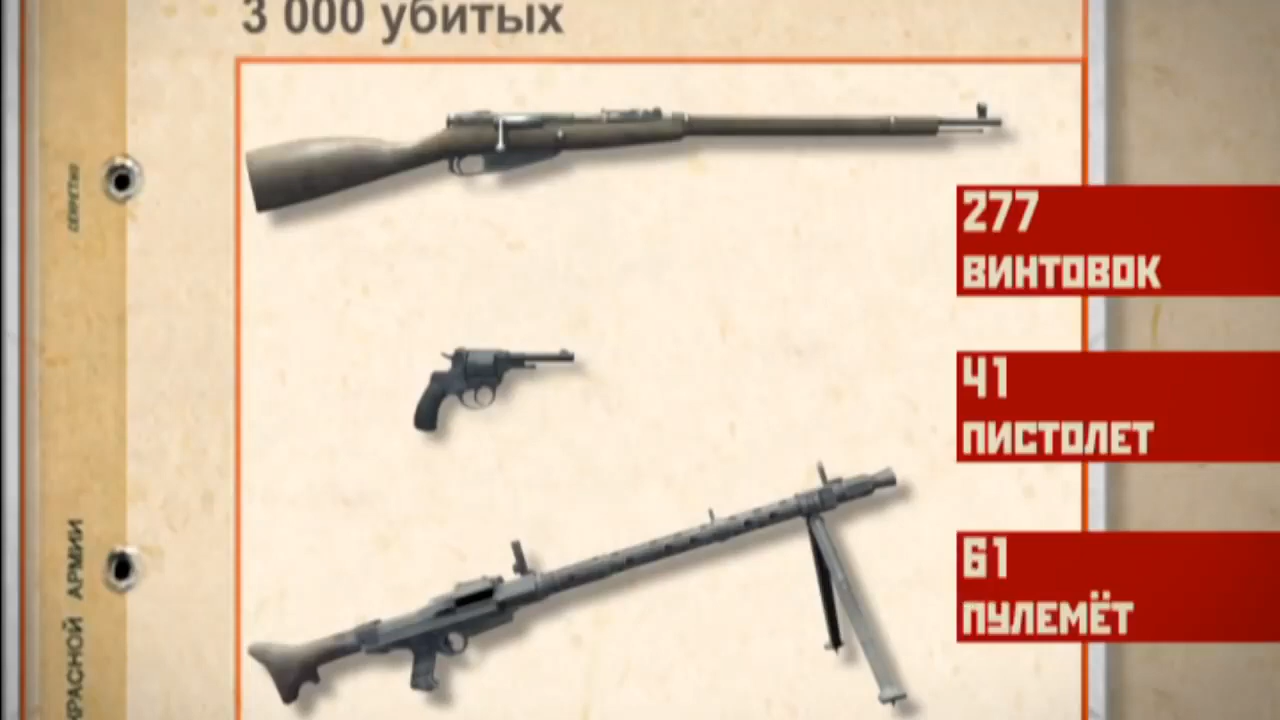 3 000 убитых
277
ВИНТОВОК
41
ПИСТОЛЕТ
61
ПУЛЕМЁТ
КРАСНОЙ АРМИИ